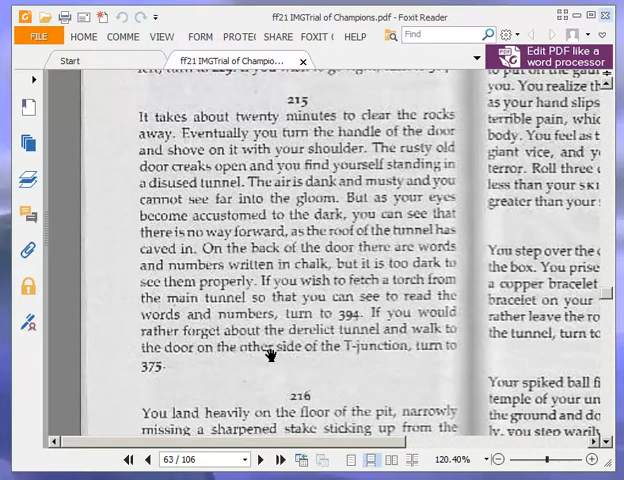 ff21 IMGTrial of Champions.pdf - Foxit Reader
FILE HOME COMME FORM PROTE SHARE FOXIT C HELP Find
Start ff21 IMGTrial of Champio... Edit PDF like a word processor
215
It takes about twenty minutes to clear the rocks
away. Eventually you turn the handle of the door
and shove on it with your shoulder. The rusty old
door creaks open and you find yourself standing in
a disused tunnel. The air is dank and musty and you
cannot see far into the gloom. But as your eyes
become accustomed to the dark, you can see that
there is no way forward, as the roof of the tunnel has
caved in. On the back of the door there are words
and numbers written in chalk, but it is too dark to
see them properly. If you wish to fetch a torch from
the main tunnel so that you can see to read the
words and numbers, turn to 394. If you would
rather forget about the derelict tunnel and walk to
the door on the other side of the T-junction, turn to
375.
216
You land heavily on the floor of the pit, narrowly
missing a sharpened stake sticking up from the
you. You realize th
as your hand slips
terrible pain, whic
body. You feel as t
giant vice, and y
terror. Roll three
less than your SKI
greater than your
You step over the
the box. You prise
a copper bracelet
bracelet on your
rather leave the ro
the tunnel, turn to
Your spiked ball fi
temple of your un
the ground and do
ly, you step warily
63 / 106 120.40%